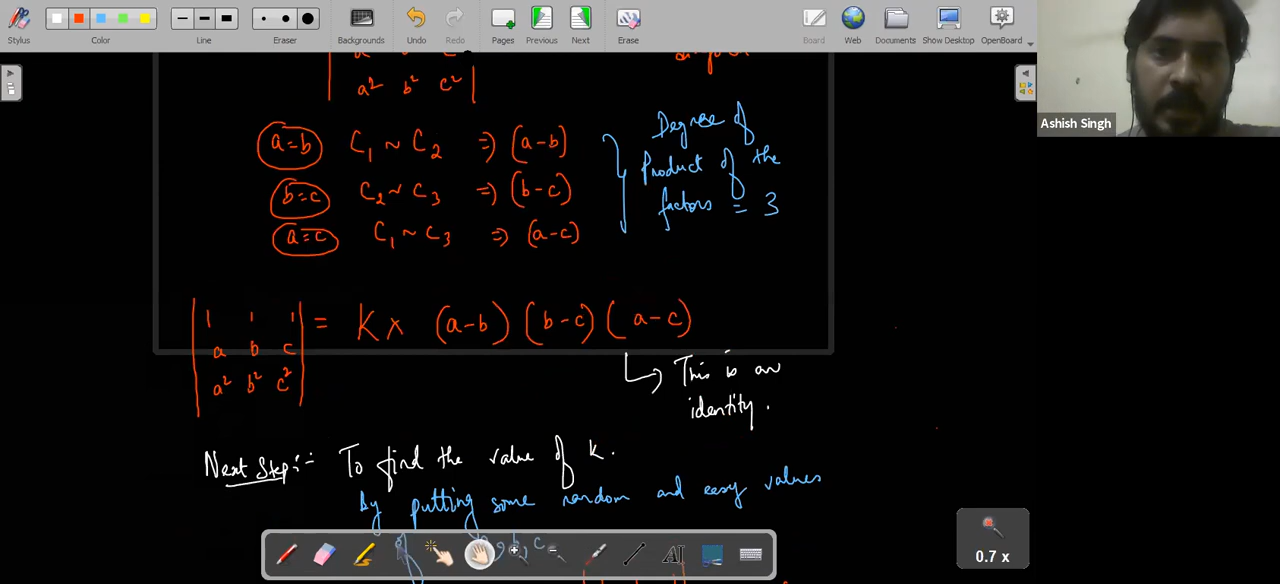 Stylus Color Line Eraser Backgrounds Undo Redo Pages Previous Next Erase Board Web Documents Show Desktop OpenBoard
a² b² c²
a=b C₁ ~ C₂ ⇒ (a-b)
b=c C₂ ~ C₃ ⇒ (b-c)
a=c C₁ ~ C₃ ⇒ (a-c)
Degree of
Product of the
factors = 3
Ashish Singh
1 1 1
a b c
a² b² c²
= K × (a-b) (b-c) (a-c)
↳ This is an
identity.
Next Step:- To find the value of k.
by putting some random and easy values
b, c
0.7 x